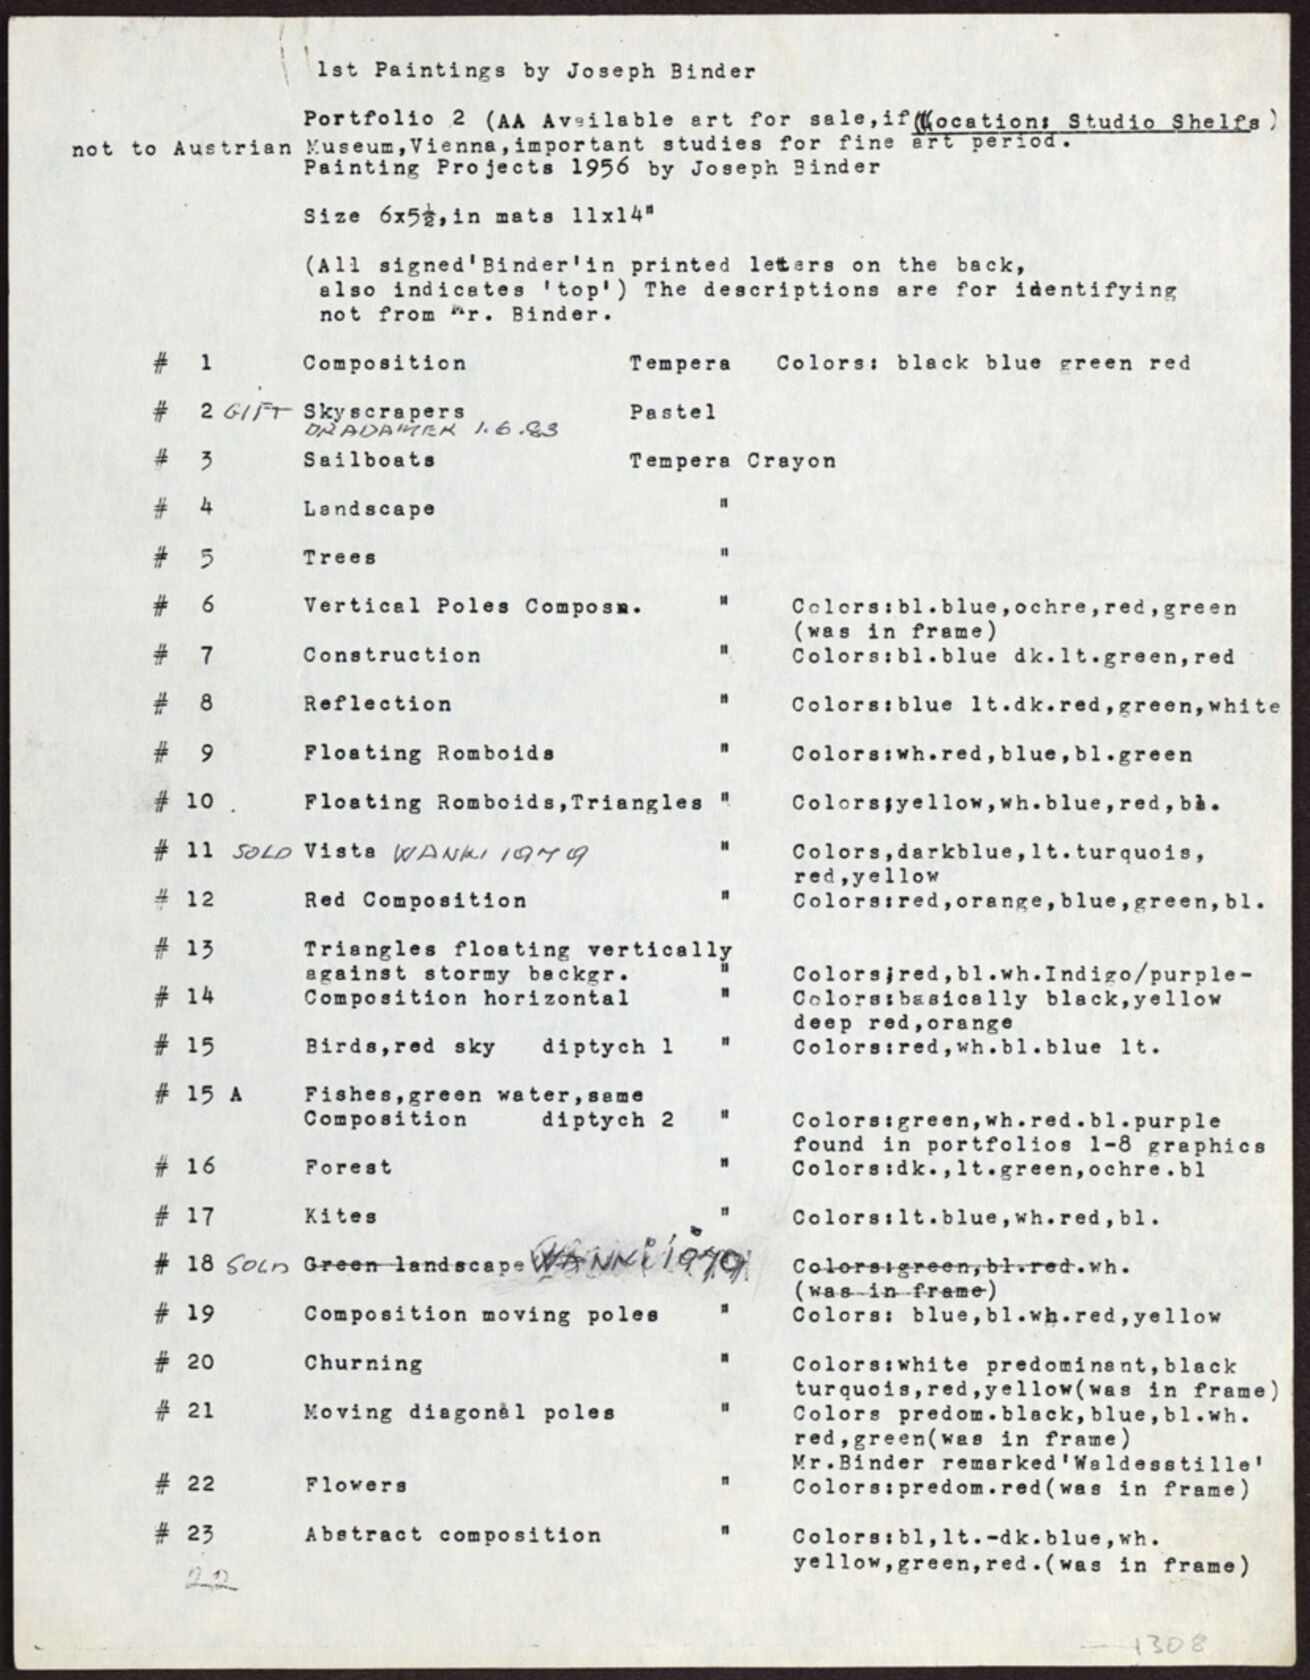 1st Paintings by Joseph Binder
Portfolio 2 (AA Available art for sale,if (Location: Studio Shelfs)
not to Austrian Museum,Vienna,important studies for fine art period.
Painting Projects 1956 by Joseph Binder
Size 6x5½,in mats 11x14"
(All signed'Binder'in printed letters on the back,
also indicates 'top') The descriptions are for identifying
not from Mr. Binder.
# 1 Composition Tempera Colors: black blue green red
# 2 GIFT Skyscrapers Pastel
1.6.83
# 3 Sailboats Tempera Crayon
# 4 Landscape "
# 5 Trees "
# 6 Vertical Poles Composn. " Colors:bl.blue,ochre,red,green
(was in frame)
# 7 Construction " Colors:bl.blue dk.lt.green,red
# 8 Reflection " Colors:blue lt.dk.red,green,white
# 9 Floating Romboids " Colors:wh.red,blue,bl.green
# 10 Floating Romboids,Triangles " Colors;yellow,wh.blue,red,bl.
# 11 SOLD Vista WANKI 1979 " Colors,darkblue,lt.turquois,
red,yellow
# 12 Red Composition " Colors:red,orange,blue,green,bl.
# 13 Triangles floating vertically
against stormy backgr. " Colors;red,bl.wh.Indigo/purple-
# 14 Composition horizontal " Colors:basically black,yellow
deep red,orange
# 15 Birds,red sky diptych 1 " Colors:red,wh.bl.blue lt.
# 15 A Fishes,green water,same
Composition diptych 2 " Colors:green,wh.red.bl.purple
found in portfolios 1-8 graphics
# 16 Forest " Colors:dk.,lt.green,ochre.bl
# 17 Kites " Colors:lt.blue,wh.red,bl.
# 18 SOLD Green landscape WANKI 1979 Colors:green,bl.red.wh.
(was in frame)
# 19 Composition moving poles " Colors: blue,bl.wh.red,yellow
# 20 Churning " Colors:white predominant,black
turquois,red,yellow(was in frame)
# 21 Moving diagonal poles " Colors predom.black,blue,bl.wh.
red,green(was in frame)
Mr.Binder remarked'Waldesstille'
# 22 Flowers " Colors:predom.red(was in frame)
# 23 Abstract composition " Colors:bl,lt.-dk.blue,wh.
yellow,green,red.(was in frame)
22
1308